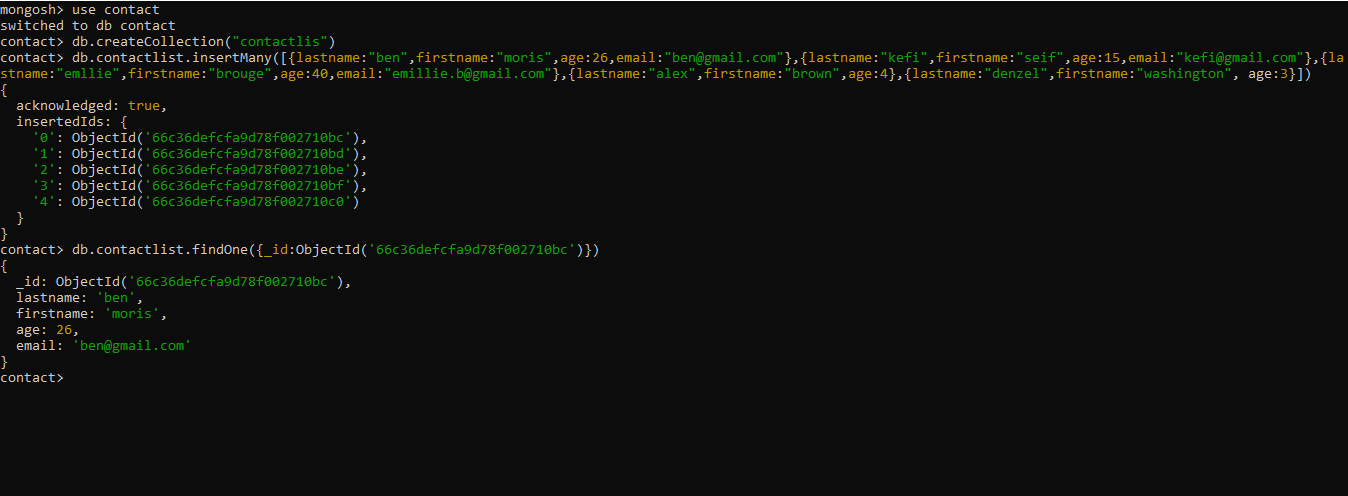 mongosh> use contact
switched to db contact
contact> db.createCollection("contactlis")
contact> db.contactlist.insertMany([{lastname:"ben",firstname:"moris",age:26,email:"ben@gmail.com"},{lastname:"kefi",firstname:"seif",age:15,email:"kefi@gmail.com"},{la
stname:"emllie",firstname:"brouge",age:40,email:"emillie.b@gmail.com"},{lastname:"alex",firstname:"brown",age:4},{lastname:"denzel",firstname:"washington", age:3}])
{
  acknowledged: true,
  insertedIds: {
    '0': ObjectId('66c36defcfa9d78f002710bc'),
    '1': ObjectId('66c36defcfa9d78f002710bd'),
    '2': ObjectId('66c36defcfa9d78f002710be'),
    '3': ObjectId('66c36defcfa9d78f002710bf'),
    '4': ObjectId('66c36defcfa9d78f002710c0')
  }
}
contact> db.contactlist.findOne({_id:ObjectId('66c36defcfa9d78f002710bc')})
{
  _id: ObjectId('66c36defcfa9d78f002710bc'),
  lastname: 'ben',
  firstname: 'moris',
  age: 26,
  email: 'ben@gmail.com'
}
contact>